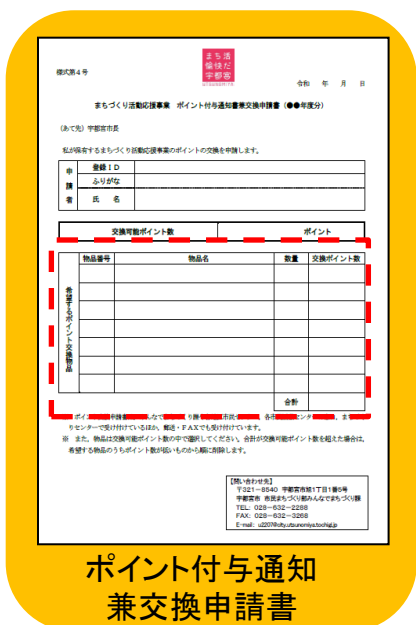 様式第4号
まち活
愉快だ
宇都宮
UTSUNOMIYA
令和 年 月 日
まちづくり活動応援事業 ポイント付与通知書兼交換申請書（●●年度分）
（あて先）宇都宮市長
私が保有するまちづくり活動応援事業のポイントの交換を申請します。
申請者
登録ID
ふりがな
氏 名
交換可能ポイント数 ポイント
希望するポイント交換物品
物品番号 物品名 数量 交換ポイント数
合計
りセンターで受け付けているほか、郵送・FAXでも受け付けています。
※ また、物品は交換可能ポイント数の中で選択してください。合計が交換可能ポイント数を超えた場合は、
希望する物品のうちポイント数が低いものから順に削除します。
【問い合わせ先】
〒321－8540 宇都宮市旭1丁目1番5号
宇都宮市 市民まちづくり部みんなでまちづくり課
TEL: 028－632－2288
FAX: 028－632－3268
E-mail: u2207@city.utsunomiya.tochigi.jp
ポイント付与通知
兼交換申請書